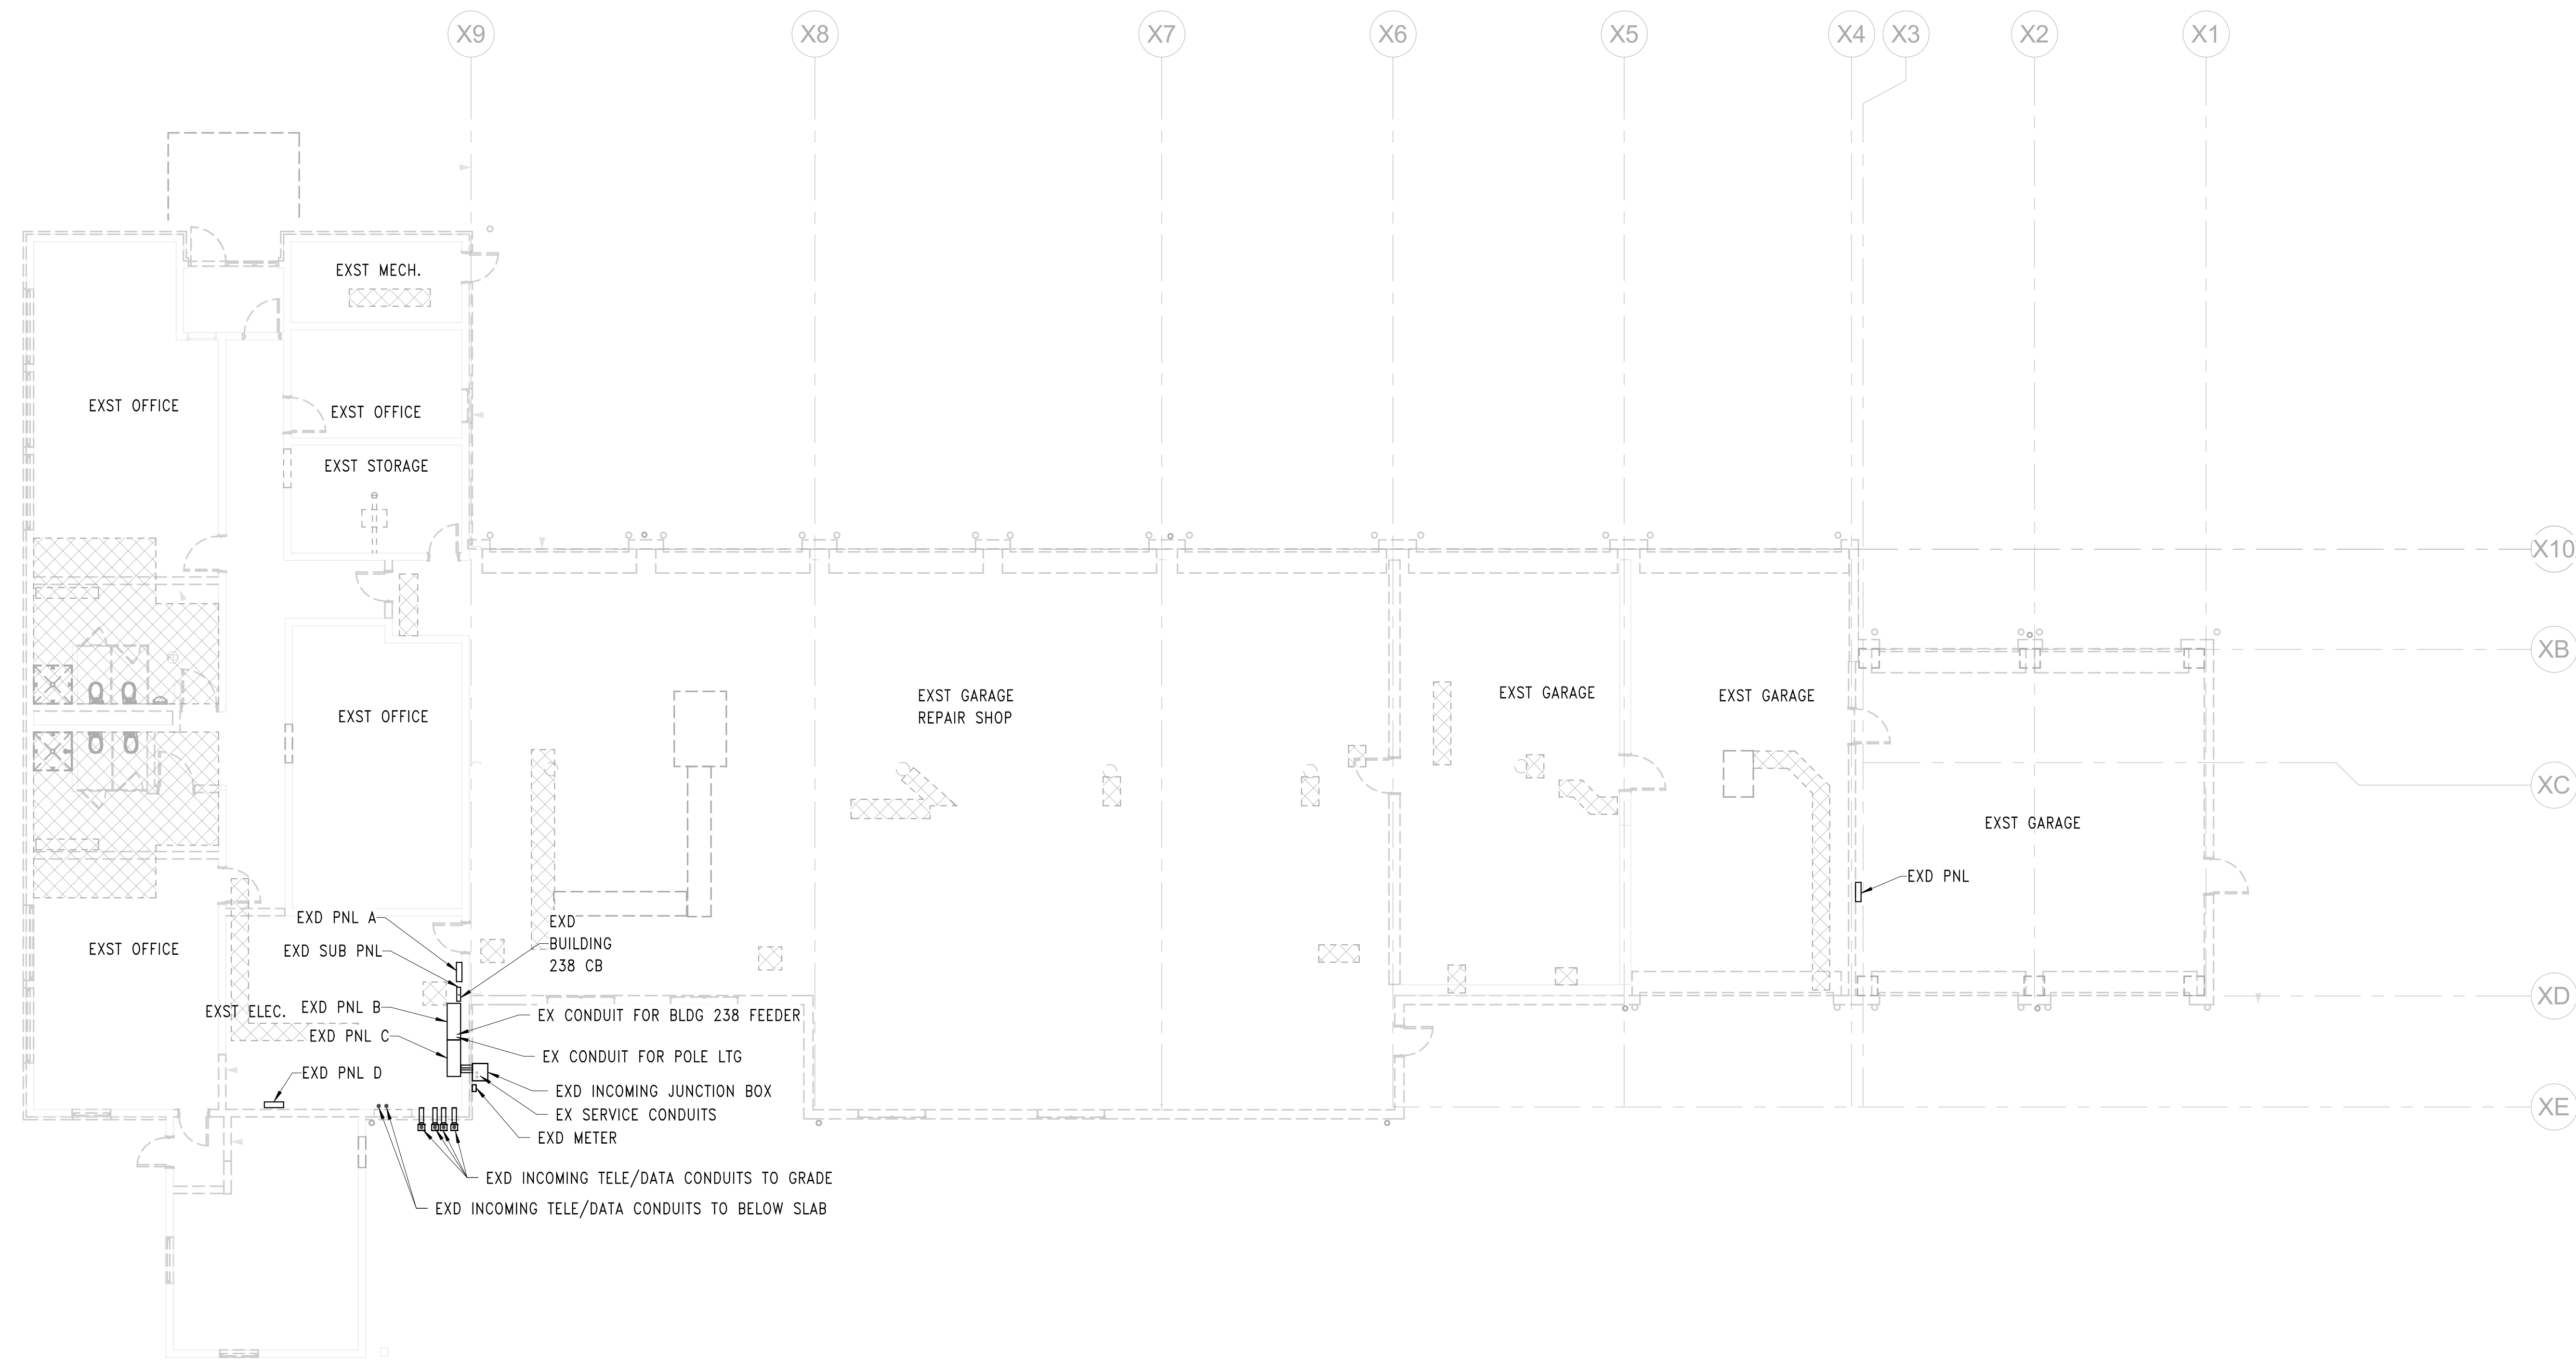 X9
X8
X7
X6
X5
X4
X3
X2
X1
EXST MECH.
EXST OFFICE
EXST OFFICE
EXST STORAGE
X10
XB
EXST OFFICE
EXST GARAGE
REPAIR SHOP
EXST GARAGE
EXST GARAGE
XC
EXST GARAGE
EXD PNL
EXST OFFICE
EXD PNL A
EXD SUB PNL
EXD
BUILDING
238 CB
XD
EXST ELEC.
EXD PNL B
EX CONDUIT FOR BLDG 238 FEEDER
EXD PNL C
EX CONDUIT FOR POLE LTG
EXD PNL D
EXD INCOMING JUNCTION BOX
EX SERVICE CONDUITS
XE
EXD METER
EXD INCOMING TELE/DATA CONDUITS TO GRADE
EXD INCOMING TELE/DATA CONDUITS TO BELOW SLAB